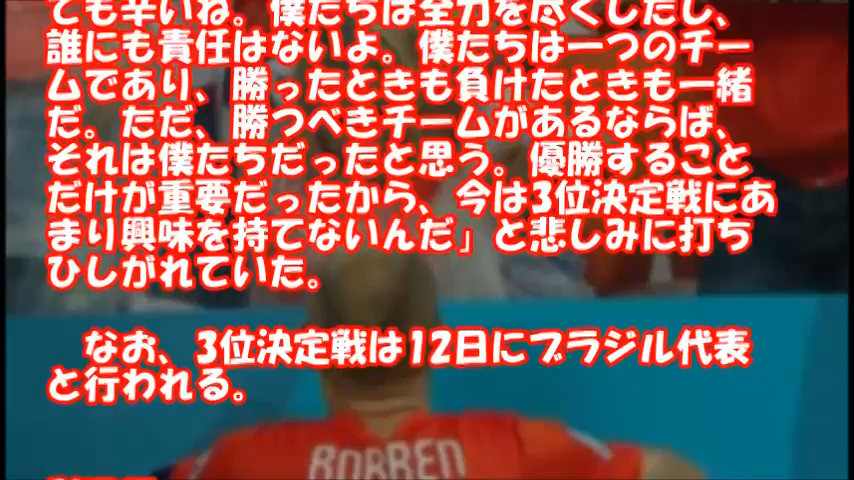 ても辛いね。僕たちは全力を尽くしたし、
誰にも責任はないよ。僕たちは一つのチー
ムであり、勝ったときも負けたときも一緒
だ。ただ、勝つべきチームがあるならば、
それは僕たちだったと思う。優勝すること
だけが重要だったから、今は3位決定戦にあ
まり興味を持てないんだ」と悲しみに打ち
ひしがれていた。
なお、3位決定戦は12日にブラジル代表
と行われる。
ROBBEN